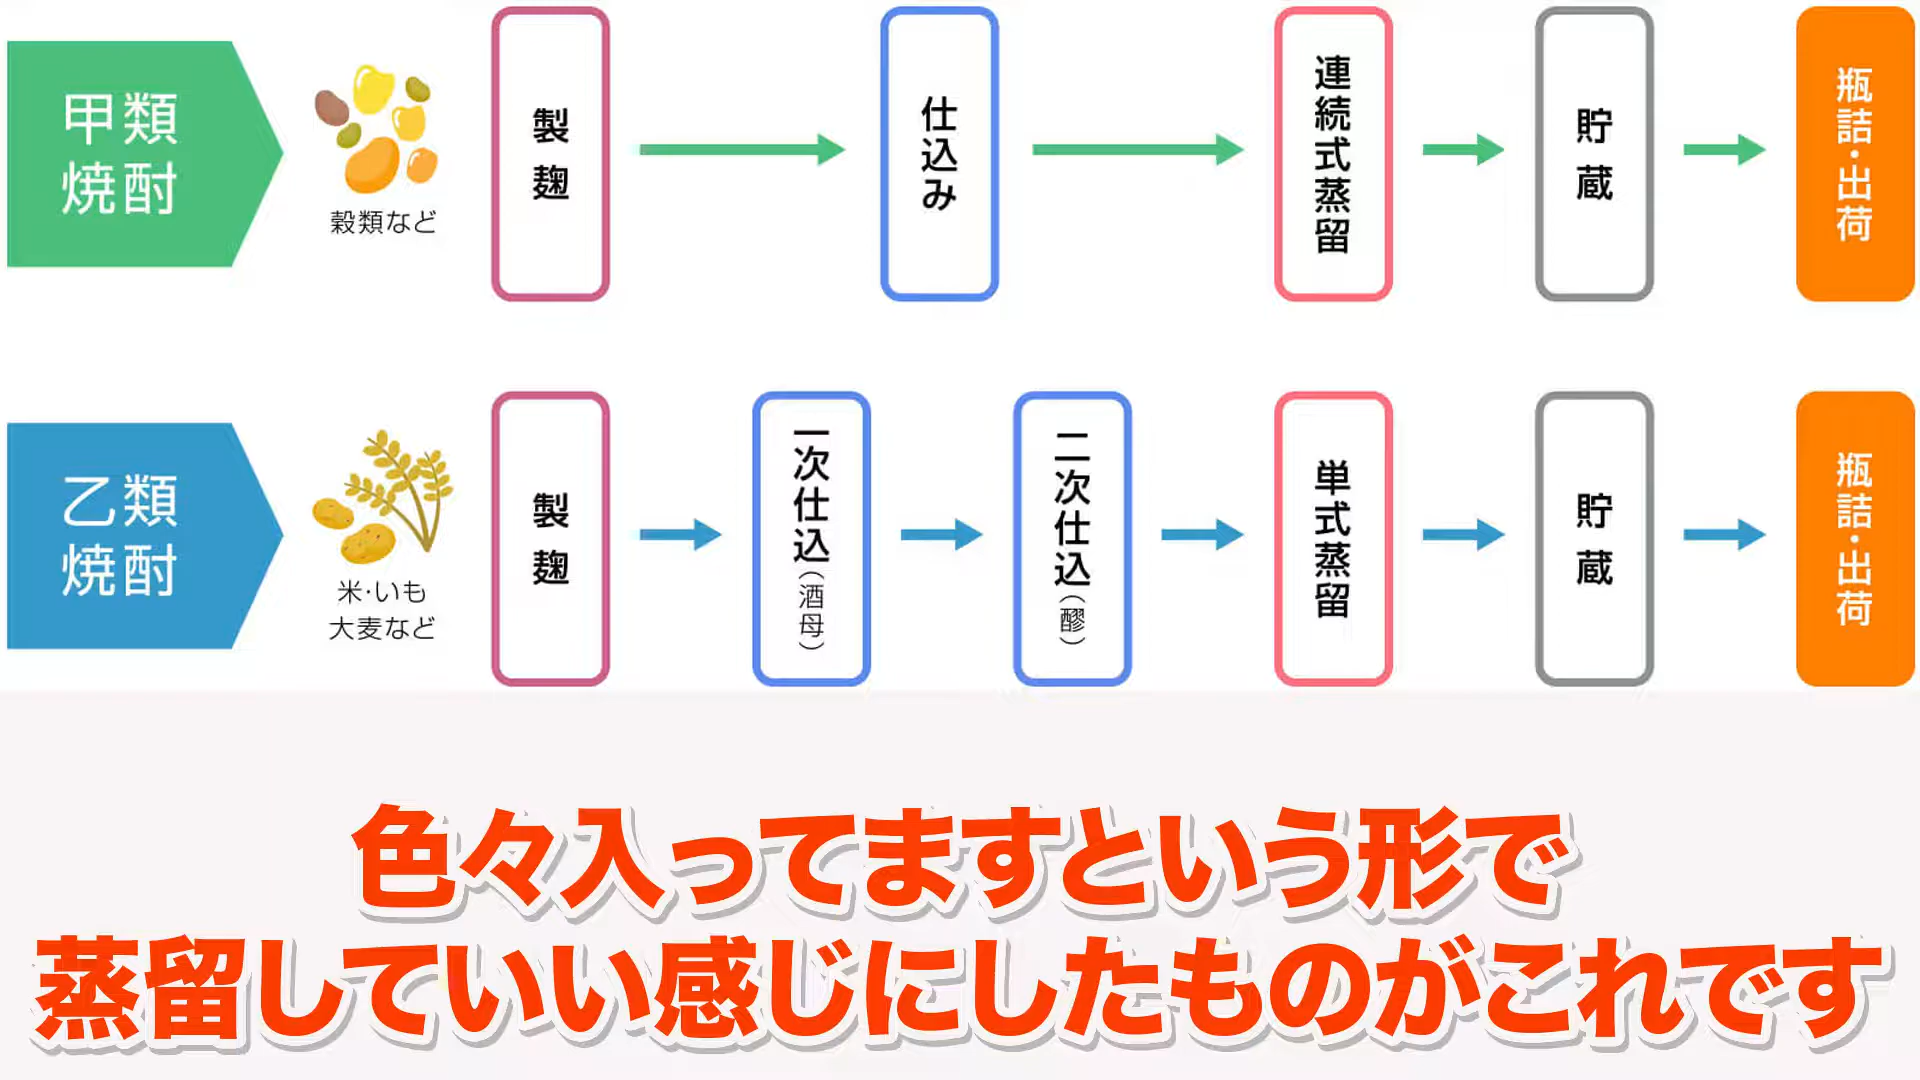 甲類
焼酎
穀類など
製麹
仕込み
連続式蒸留
貯蔵
瓶詰・出荷
乙類
焼酎
米・いも
大麦など
製麹
一次仕込(酒母)
二次仕込(醪)
単式蒸留
貯蔵
瓶詰・出荷
色々入ってますという形で
蒸留していい感じにしたものがこれです